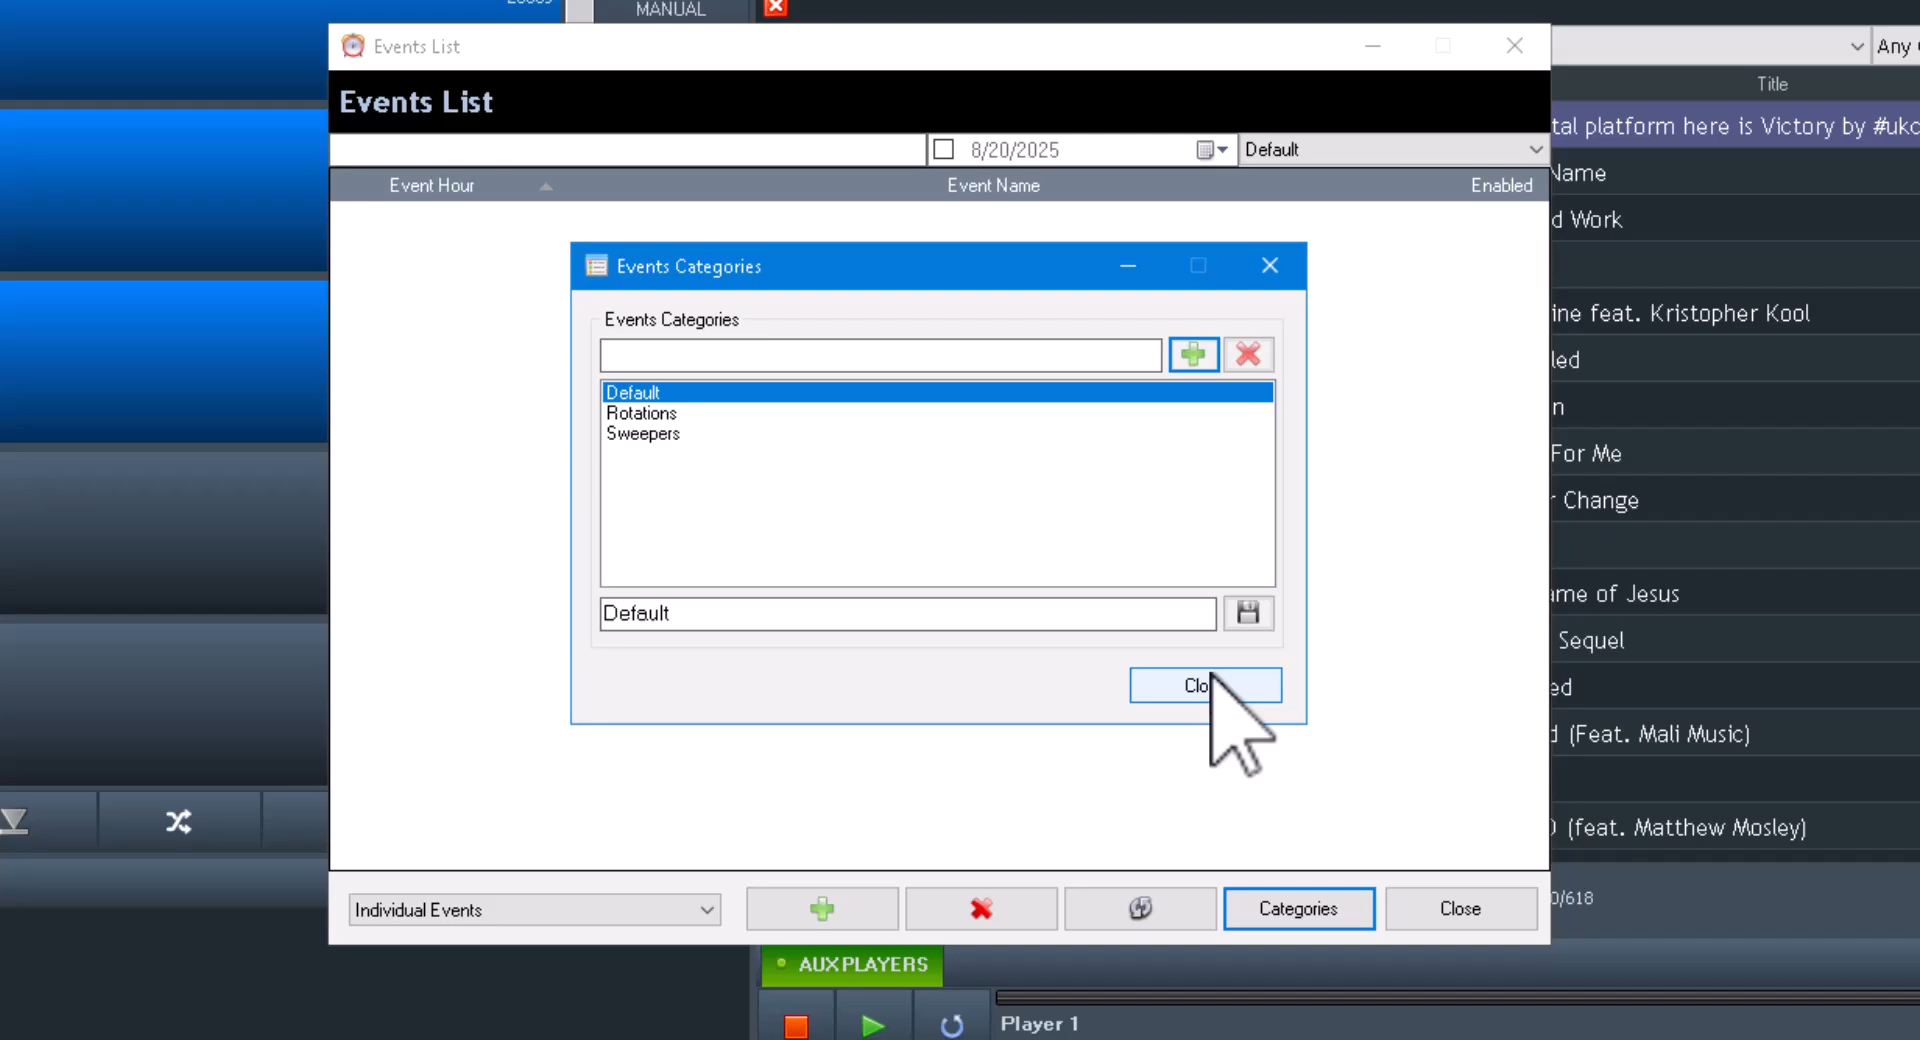 MANUAL
Events List
Any
Events List
Title
8/20/2025
Default
tal platform here is Victory by #ukc
Event Hour
Event Name
Enabled
Name
d Work
Events Categories
Events Categories
ine feat. Kristopher Kool
led
Default
Rotations
Sweepers
n
For Me
r Change
ame of Jesus
Default
Sequel
Clo
ed
d (Feat. Mali Music)
(feat. Matthew Mosley)
Individual Events
Categories
Close
0/618
AUX PLAYERS
Player 1